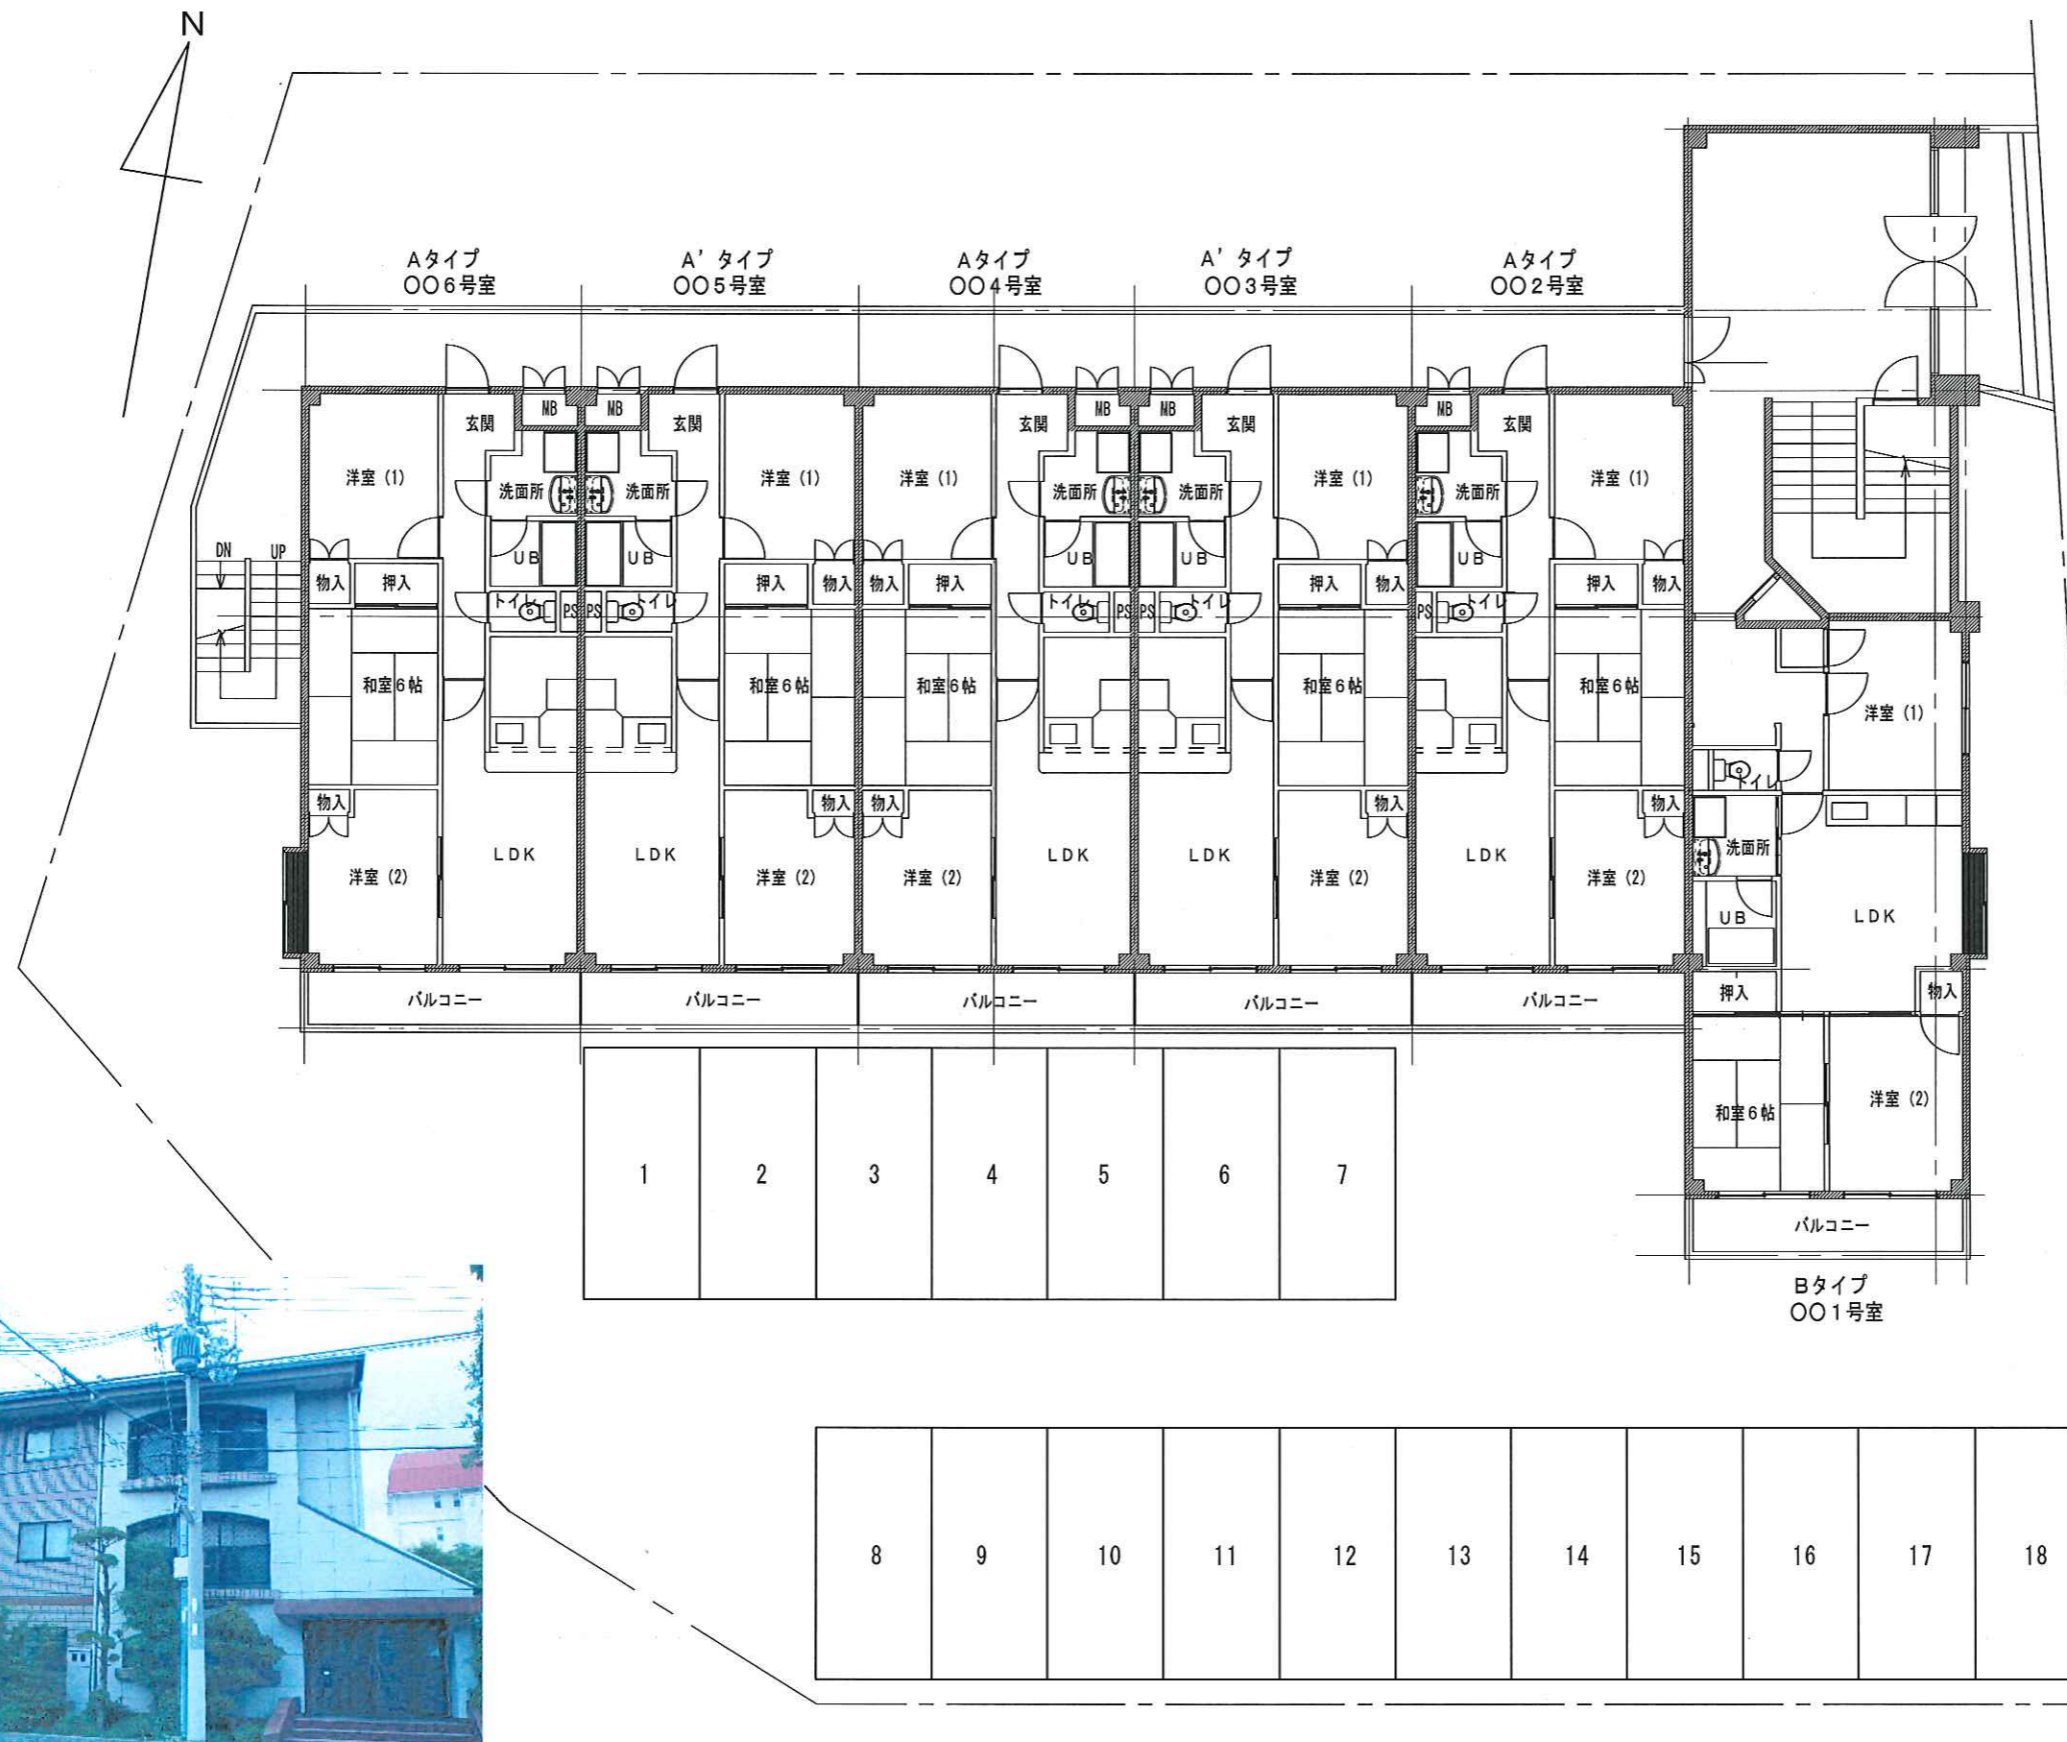 N
Aタイプ
〇〇6号室
A'タイプ
〇〇5号室
Aタイプ
〇〇4号室
A'タイプ
〇〇3号室
Aタイプ
〇〇2号室
MB
MB
MB
MB
MB
玄関
玄関
玄関
玄関
玄関
洋室(1)
洗面所
洗面所
洋室(1)
洋室(1)
洗面所
洗面所
洋室(1)
洗面所
洋室(1)
DN
UP
UB
UB
UB
UB
UB
物入
押入
押入
物入
物入
押入
押入
物入
押入
物入
トイレ
PS
PS
トイレ
トイレ
PS
PS
トイレ
PS
トイレ
和室6帖
和室6帖
和室6帖
和室6帖
和室6帖
洋室(1)
トイレ
物入
物入
物入
物入
物入
洗面所
LDK
LDK
LDK
LDK
LDK
洋室(2)
洋室(2)
洋室(2)
洋室(2)
洋室(2)
UB
LDK
押入
物入
バルコニー
バルコニー
バルコニー
バルコニー
バルコニー
和室6帖
洋室(2)
1
2
3
4
5
6
7
バルコニー
Bタイプ
〇〇1号室
8
9
10
11
12
13
14
15
16
17
18